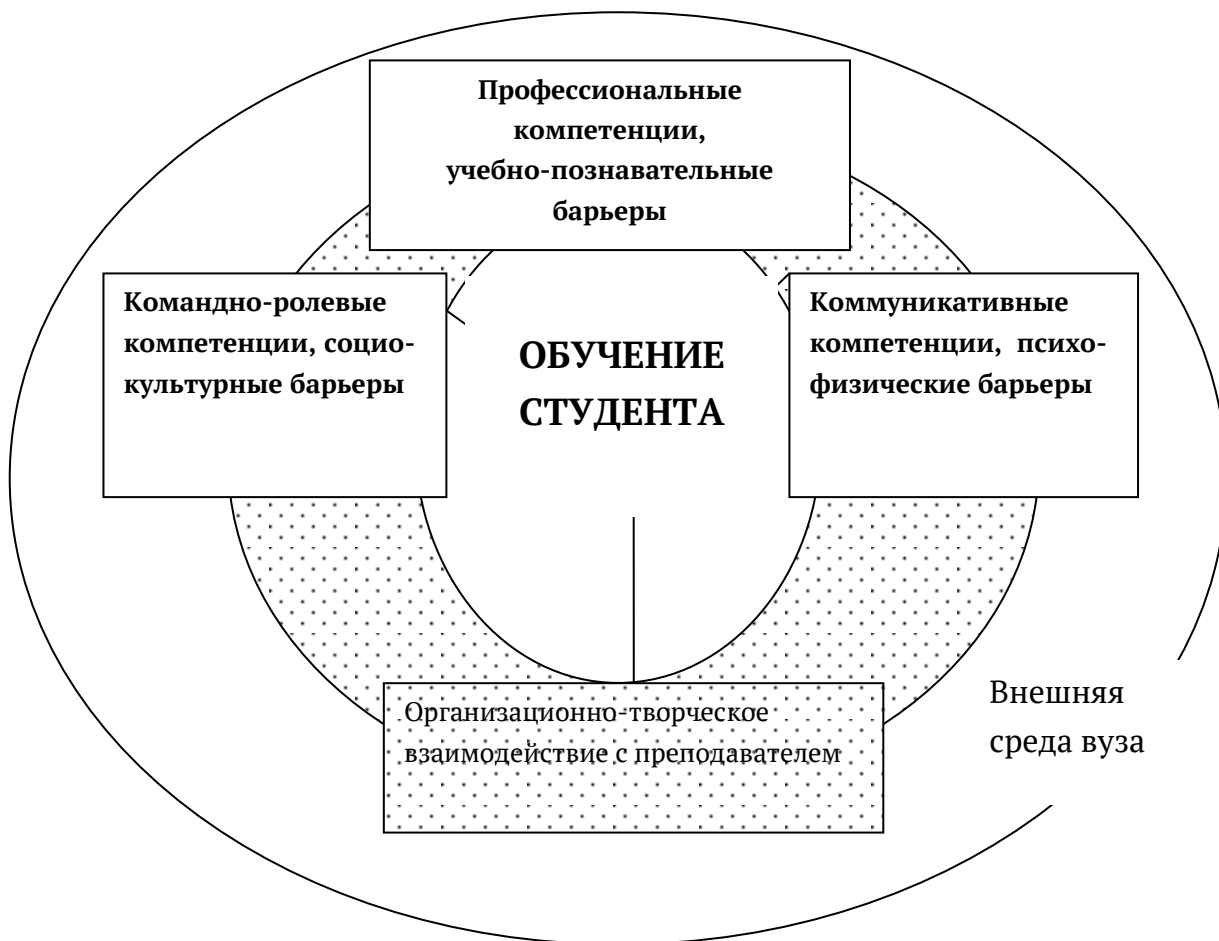 Профессиональные
компетенции,
учебно-познавательные
барьеры
Командно-ролевые
компетенции, социо-
культурные барьеры
ОБУЧЕНИЕ
СТУДЕНТА
Коммуникативные
компетенции, психо-
физические барьеры
Организационно-творческое
взаимодействие с преподавателем
Внешняя
среда вуза